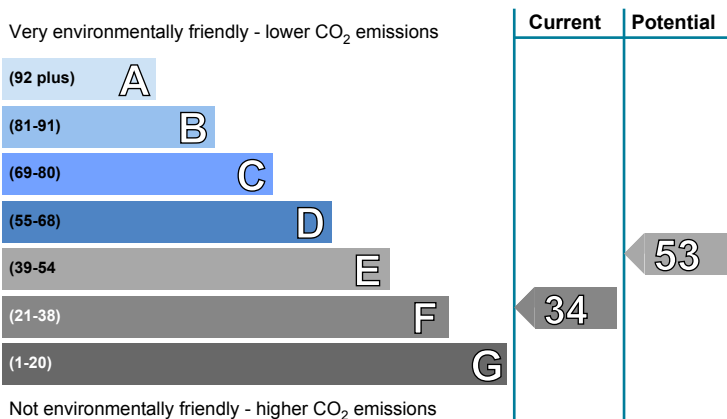 Very environmentally friendly - lower CO2 emissions
Current
Potential
(92 plus) A
(81-91) B
(69-80) C
(55-68) D
(39-54 E
53
(21-38) F
34
(1-20) G
Not environmentally friendly - higher CO2 emissions